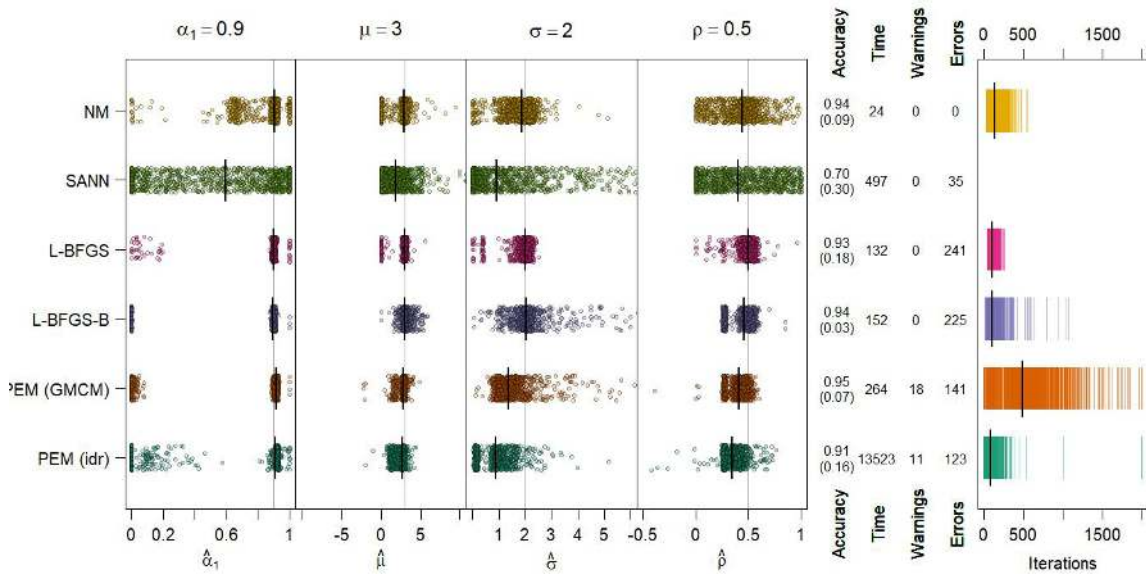 α₁ = 0.9 μ = 3 σ = 2 ρ = 0.5 Accuracy Time Warnings Errors 0 500 1500
NM 0.94 (0.09) 24 0 0
SANN 0.70 (0.30) 497 0 35
L-BFGS 0.93 (0.18) 132 0 241
L-BFGS-B 0.94 (0.03) 152 0 225
PEM (GMCM) 0.95 (0.07) 264 18 141
PEM (idr) 0.91 (0.16) 13523 11 123
0 0.6 1 -5 0 5 0 1 2 3 4 5 -0.5 0 0.5 1 Accuracy Time Warnings Errors 0 500 1500
α̂₁ μ̂ σ̂ ρ̂ Iterations